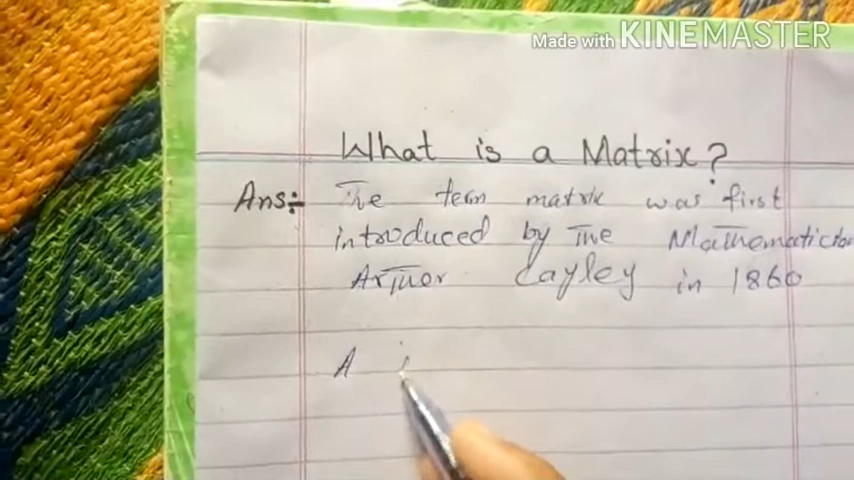 Made with KINEMASTER
What is a Matrix?
Ans:- The term matrix was first
introduced by the Mathematician
Arther Cayley in 1860
A i